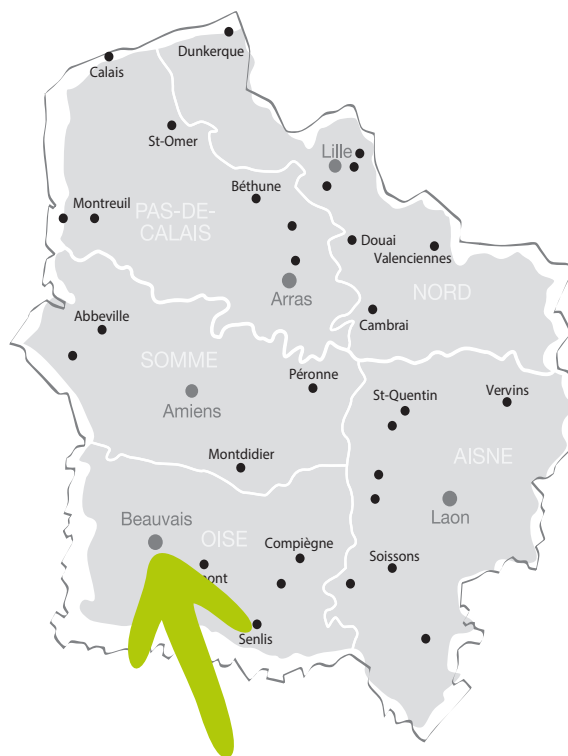 Dunkerque
Calais
St-Omer
Lille
Béthune
Montreuil
PAS-DE-
CALAIS
Douai
Valenciennes
NORD
Arras
Cambrai
Abbeville
SOMME
Péronne
Amiens
St-Quentin
Vervins
Montdidier
AISNE
Laon
Beauvais
OISE
Compiègne
Soissons
mont
Senlis